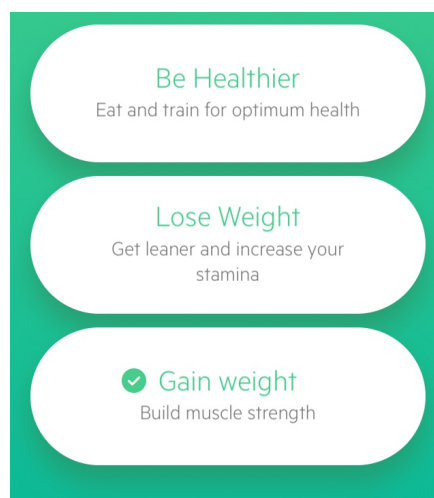 Be Healthier
Eat and train for optimum health
Lose Weight
Get leaner and increase your
stamina
Gain weight
Build muscle strength